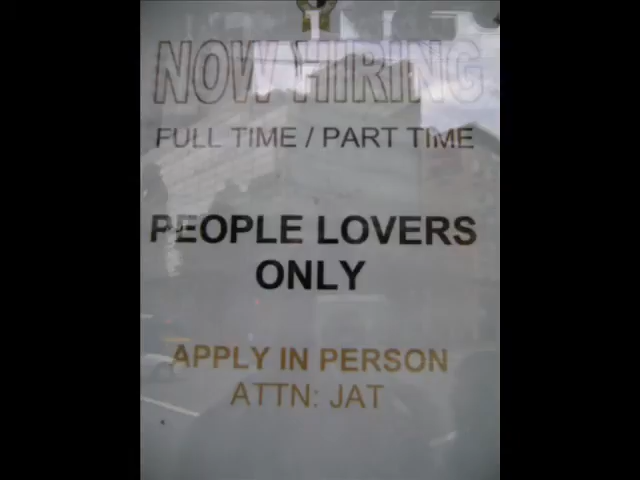 NOW HIRING
FULL TIME / PART TIME
PEOPLE LOVERS
ONLY
APPLY IN PERSON
ATTN: JAT